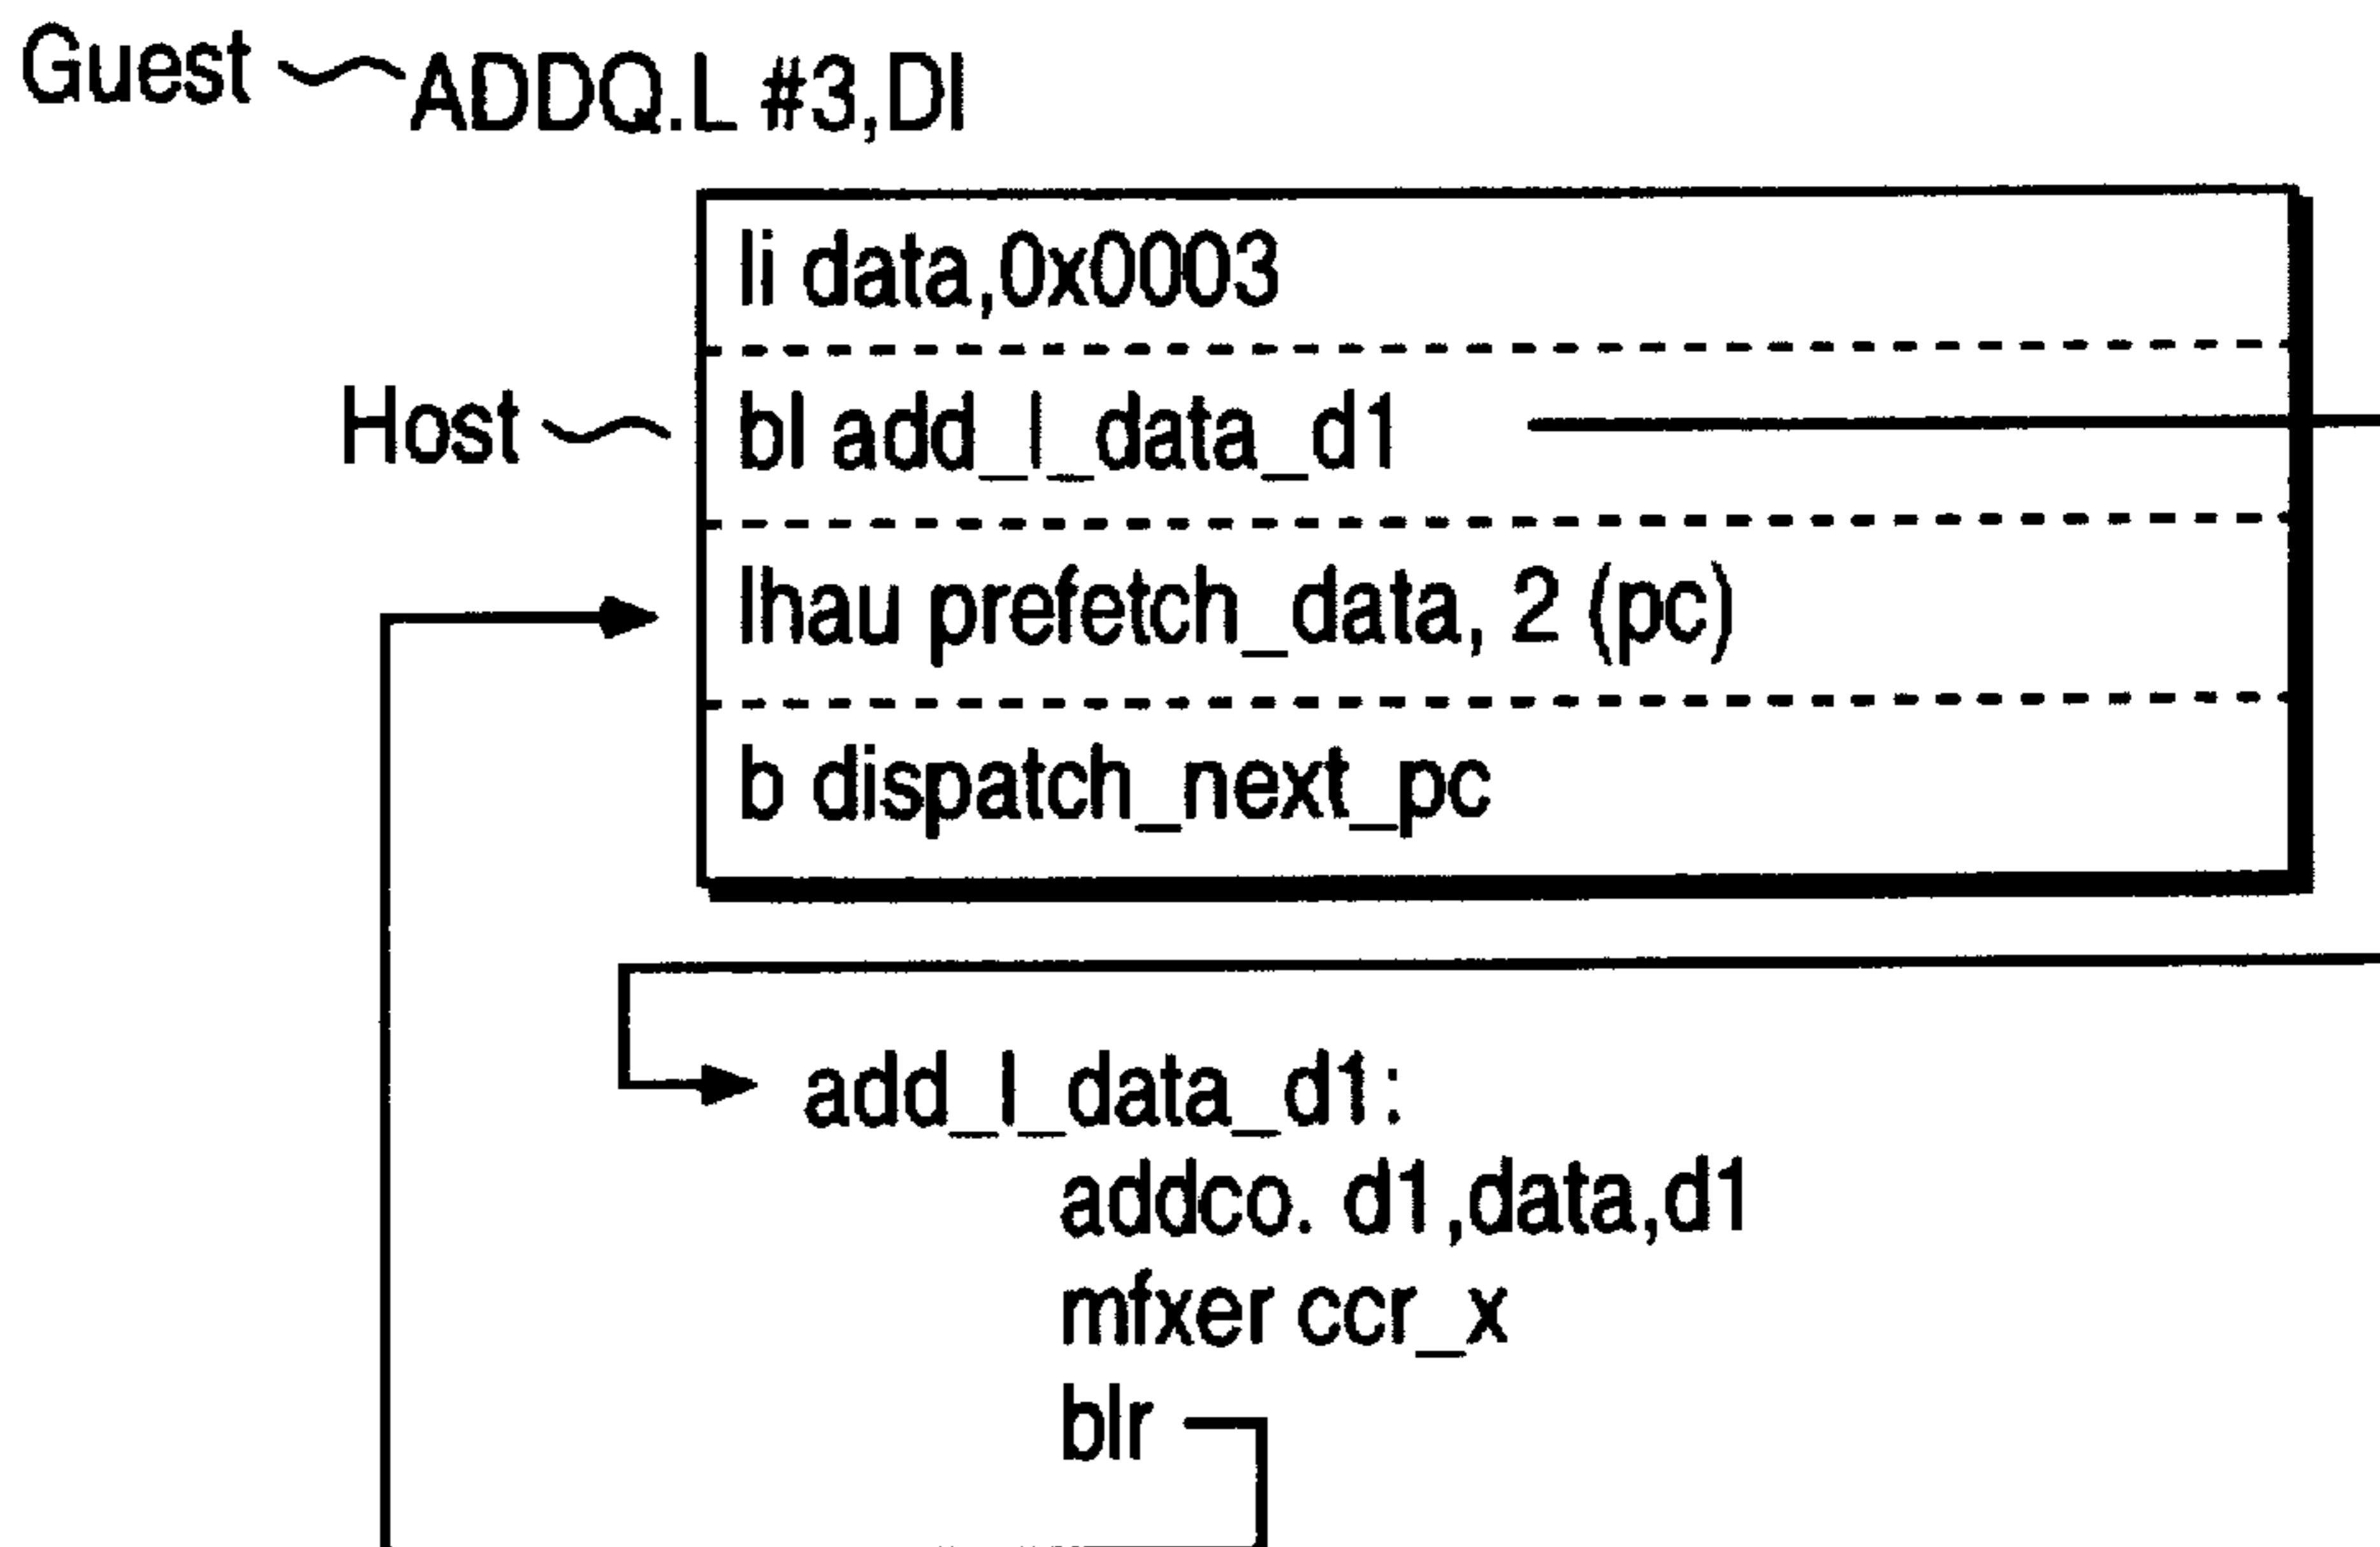 Guest ADDQ.L #3,DI
li data,0x0003
Host bl add_l_data_d1
lhau prefetch_data, 2 (pc)
b dispatch_next_pc
add_l_data_d1:
addco. d1,data,d1
mfxer ccr_x
blr